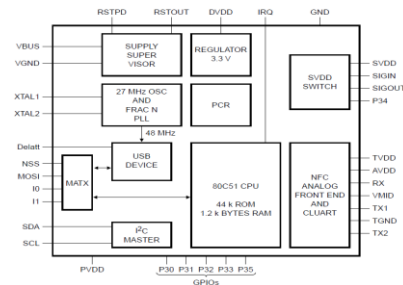 RSTPD RSTOUT DVDD IRQ GND
VBUS
VGND
SUPPLY
SUPER
VISOR
REGULATOR
3.3 V
SVDD
SWITCH
SVDD
SIGIN
SIGOUT
P34
XTAL1
XTAL2
27 MHz OSC
AND
FRAC N
PLL
PCR
48 MHz
Delatt
NSS
MOSI
I0
I1
MATX
USB
DEVICE
80C51 CPU
44 k ROM
1.2 k BYTES RAM
NFC
ANALOG
FRONT END
AND
CLUART
TVDD
AVDD
RX
VMID
TX1
TGND
TX2
SDA
SCL
I2C
MASTER
PVDD P30 P31 P32 P33 P35
GPIOs